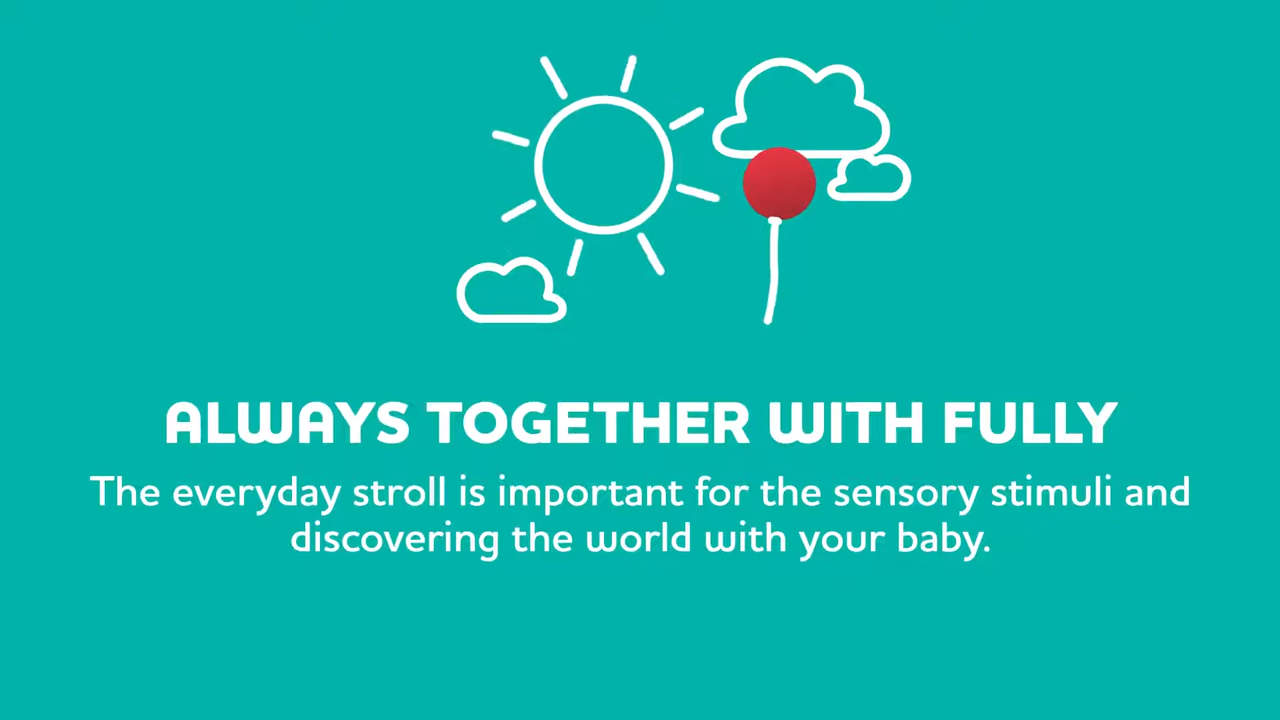 ALWAYS TOGETHER WITH FULLY
The everyday stroll is important for the sensory stimuli and
discovering the world with your baby.